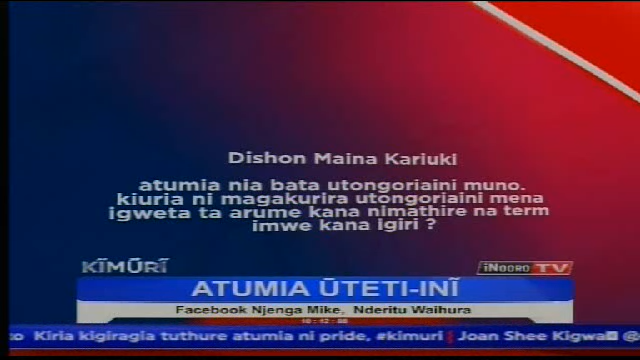 Dishon Maina Kariuki
atumia nia bata utongoriaini muno.
kiuria ni magakurira utongoriaini mena
igweta ta arume kana nimathire na term
imwe kana igiri ?
KĨMŨRĨ
iNOORO TV
ATUMIA ŨTETI-INĨ
Facebook Njenga Mike, Nderitu Waihura
to Kiria kigiragia tuthure atumia ni pride, #kimuri | Joan Shee Kigwa